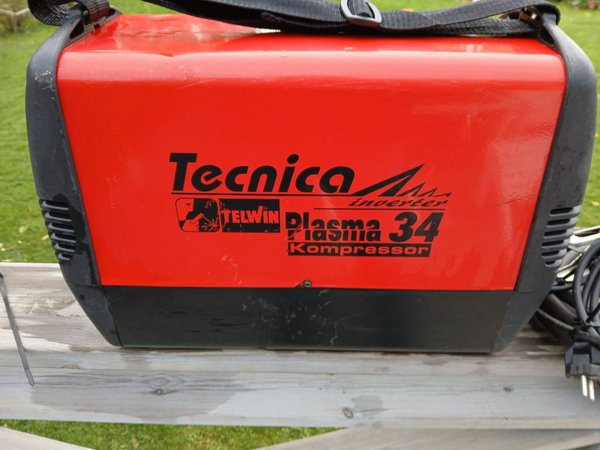 Tecnica
inverter
TELWIN Plasma 34
Kompressor